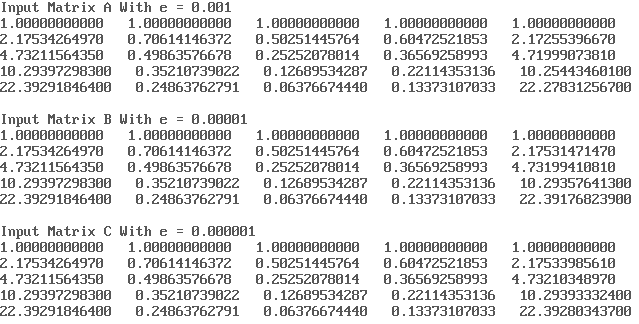 Input Matrix A With e = 0.001
1.00000000000 1.00000000000 1.00000000000 1.00000000000 1.00000000000
2.17534264970 0.70614146372 0.50251445764 0.60472521853 2.17255396670
4.73211564350 0.49863576678 0.25252078014 0.36569258993 4.71999073810
10.29397298300 0.35210739022 0.12689534287 0.22114353136 10.25443460100
22.39291846400 0.24863762791 0.06376674440 0.13373107033 22.27831256700
Input Matrix B With e = 0.00001
1.00000000000 1.00000000000 1.00000000000 1.00000000000 1.00000000000
2.17534264970 0.70614146372 0.50251445764 0.60472521853 2.17531471470
4.73211564350 0.49863576678 0.25252078014 0.36569258993 4.73199410810
10.29397298300 0.35210739022 0.12689534287 0.22114353136 10.29357641300
22.39291846400 0.24863762791 0.06376674440 0.13373107033 22.39176823900
Input Matrix C With e = 0.000001
1.00000000000 1.00000000000 1.00000000000 1.00000000000 1.00000000000
2.17534264970 0.70614146372 0.50251445764 0.60472521853 2.17533985610
4.73211564350 0.49863576678 0.25252078014 0.36569258993 4.73210348970
10.29397298300 0.35210739022 0.12689534287 0.22114353136 10.29393332400
22.39291846400 0.24863762791 0.06376674440 0.13373107033 22.39280343700